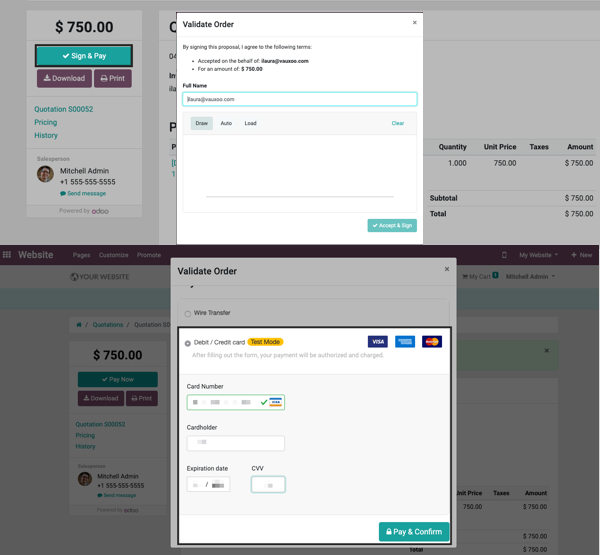 $ 750.00
Sign & Pay
Download
Print
Quotation S00052
Pricing
History
Salesperson
Mitchell Admin
+1 555-555-5555
Send message
Powered by odoo
Validate Order
×
By signing this proposal, I agree to the following terms:
• Accepted on the behalf of: ilaura@vauxoo.com
• For an amount of: $ 750.00
Full Name
ilaura@vauxoo.com
Draw Auto Load Clear
Accept & Sign
Quantity Unit Price Taxes Amount
1.000 750.00 $ 750.00
Subtotal $ 750.00
Total $ 750.00
Website Pages Customize Promote My Website + New
YOUR WEBSITE My Cart 1 Mitchell Admin
/ Quotations / Quotation S0
$ 750.00
Pay Now
Download
Print
Quotation S00052
Pricing
History
Salesperson
Mitchell Admin
+1 555-555-5555
Send message
Powered by odoo
Validate Order
×
Wire Transfer
Debit / Credit card Test Mode VISA
After filling out the form, your payment will be authorized and charged.
Card Number
Cardholder
Expiration date CVV
/
Pay & Confirm
×
Unit Price Taxes Amount
750.00 $ 750.00
$ 750.00
$ 750.00